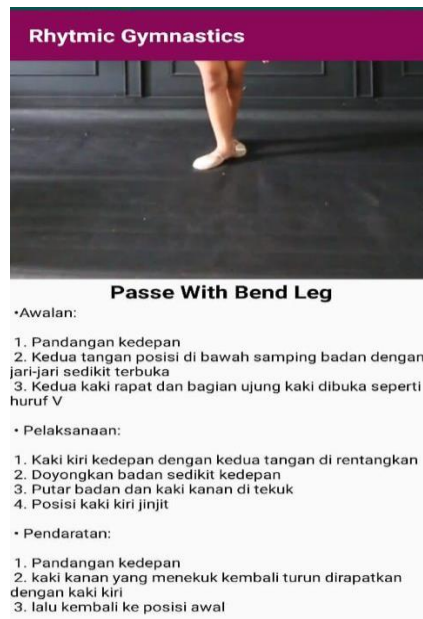 Rhytmic Gymnastics
Passe With Bend Leg
•Awalan:
1. Pandangan kedepan
2. Kedua tangan posisi di bawah samping badan dengan
jari-jari sedikit terbuka
3. Kedua kaki rapat dan bagian ujung kaki dibuka seperti
huruf V
• Pelaksanaan:
1. Kaki kiri kedepan dengan kedua tangan di rentangkan
2. Doyongkan badan sedikit kedepan
3. Putar badan dan kaki kanan di tekuk
4. Posisi kaki kiri jinjit
• Pendaratan:
1. Pandangan kedepan
2. kaki kanan yang menekuk kembali turun dirapatkan
dengan kaki kiri
3. lalu kembali ke posisi awal